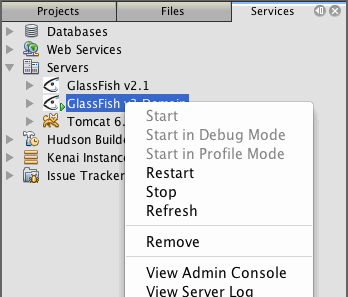 Projects Files Services
Databases
Web Services
Servers
GlassFish v2.1
GlassFish v3 Domain
Tomcat 6.
Hudson Builde
Kenai Instance
Issue Tracker
Start
Start in Debug Mode
Start in Profile Mode
Restart
Stop
Refresh
Remove
View Admin Console
View Server Log